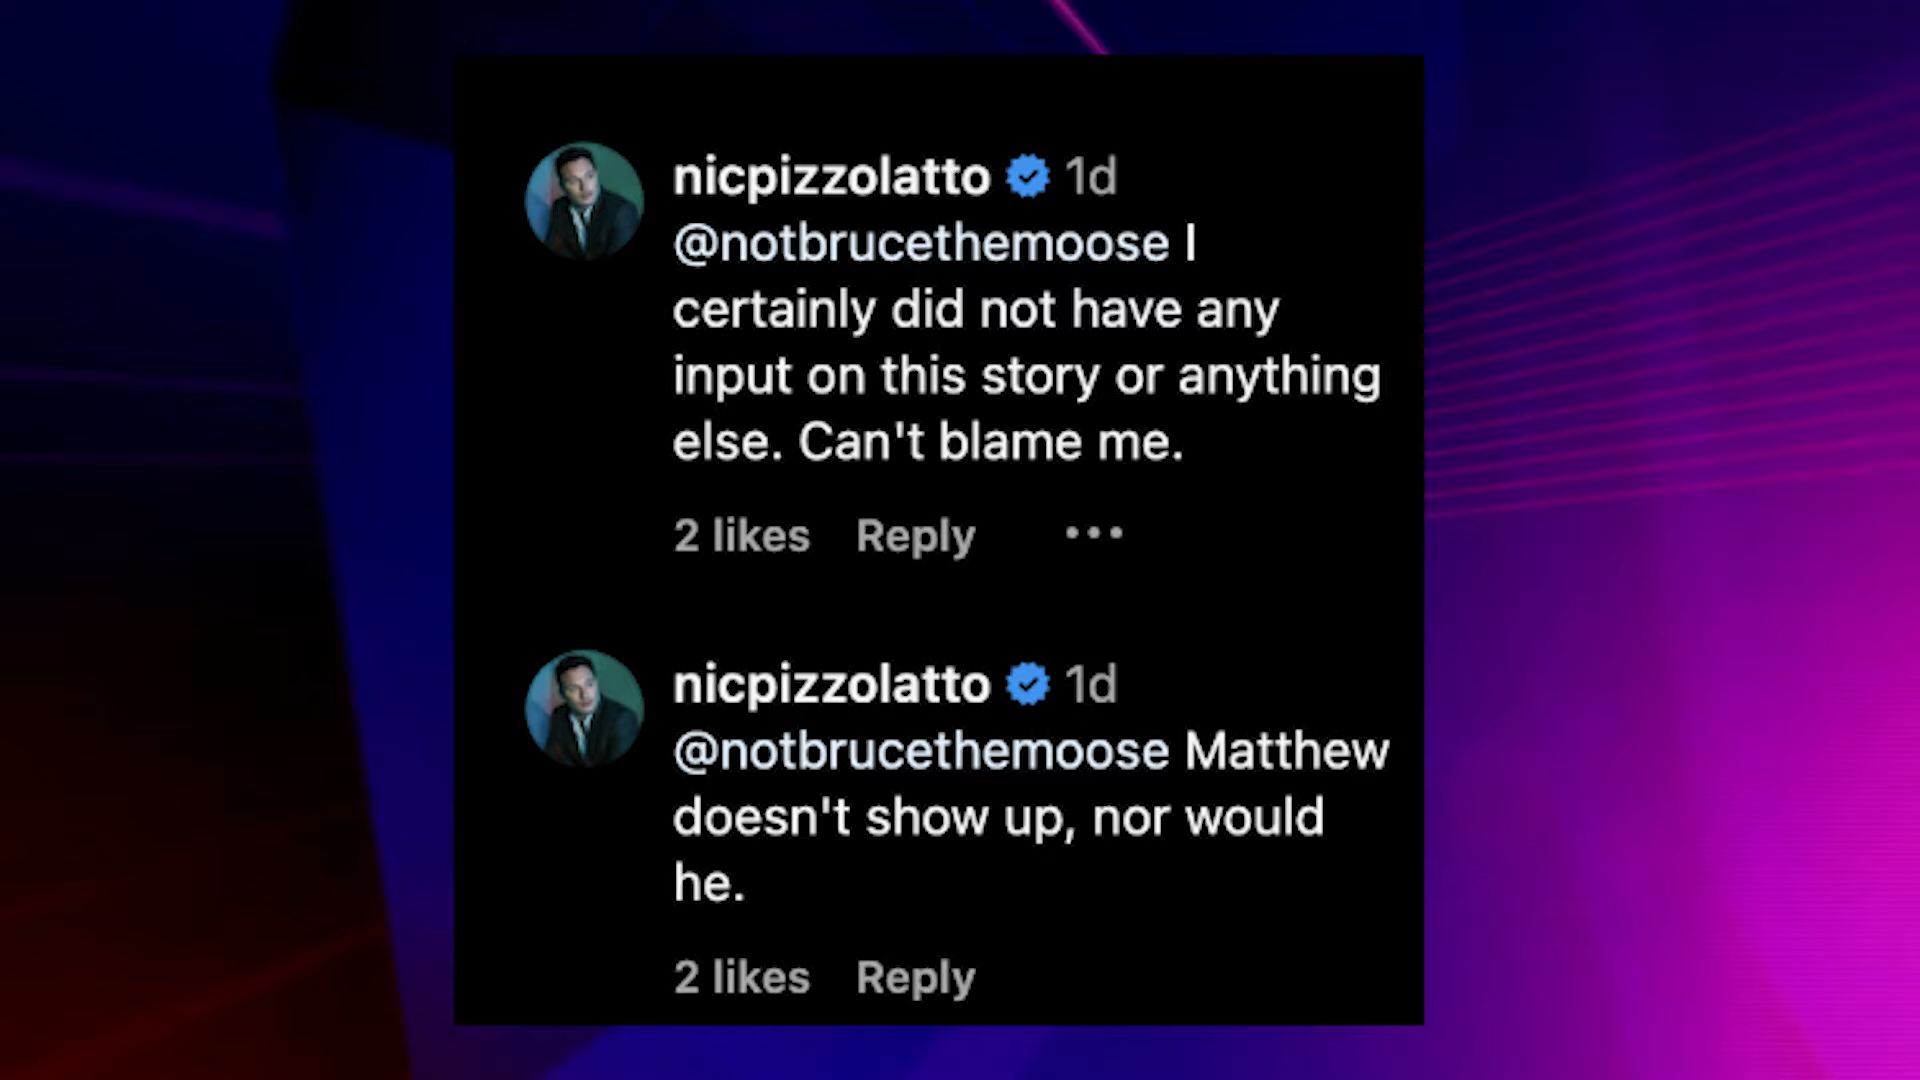 nicpizzolatto 1d
@notbrucethemoose I
certainly did not have any
input on this story or anything
else. Can't blame me.
2 likes Reply ...
nicpizzolatto 1d
@notbrucethemoose Matthew
doesn't show up, nor would
he.
2 likes Reply